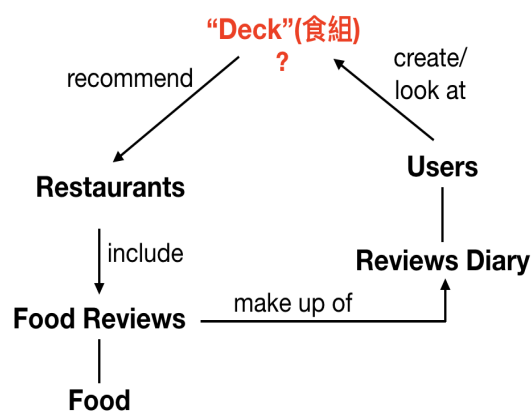 “Deck”(食組)
?
create/
look at
recommend
Users
Restaurants
include
Reviews Diary
make up of
Food Reviews
Food